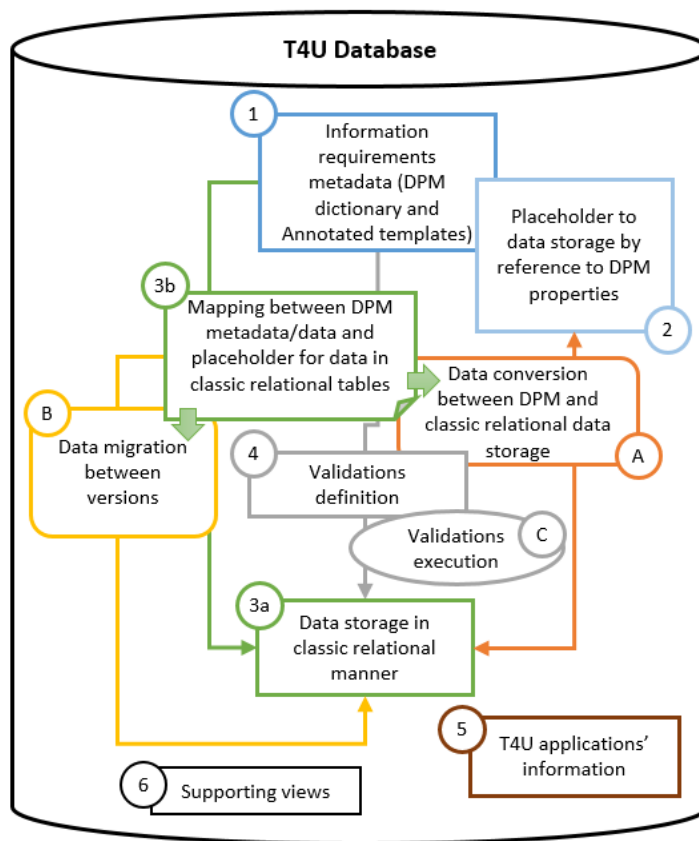 T4U Database
1
Information
requirements
metadata (DPM
dictionary and
Annotated templates)
Placeholder to
data storage by
reference to DPM
properties
2
3b
Mapping between DPM
metadata/data and
placeholder for data in
classic relational tables
Data conversion
between DPM and
classic relational data
storage
A
B
Data migration
between
versions
4
Validations
definition
C
Validations
execution
3a
Data storage in
classic relational
manner
5
T4U applications’
information
6
Supporting views